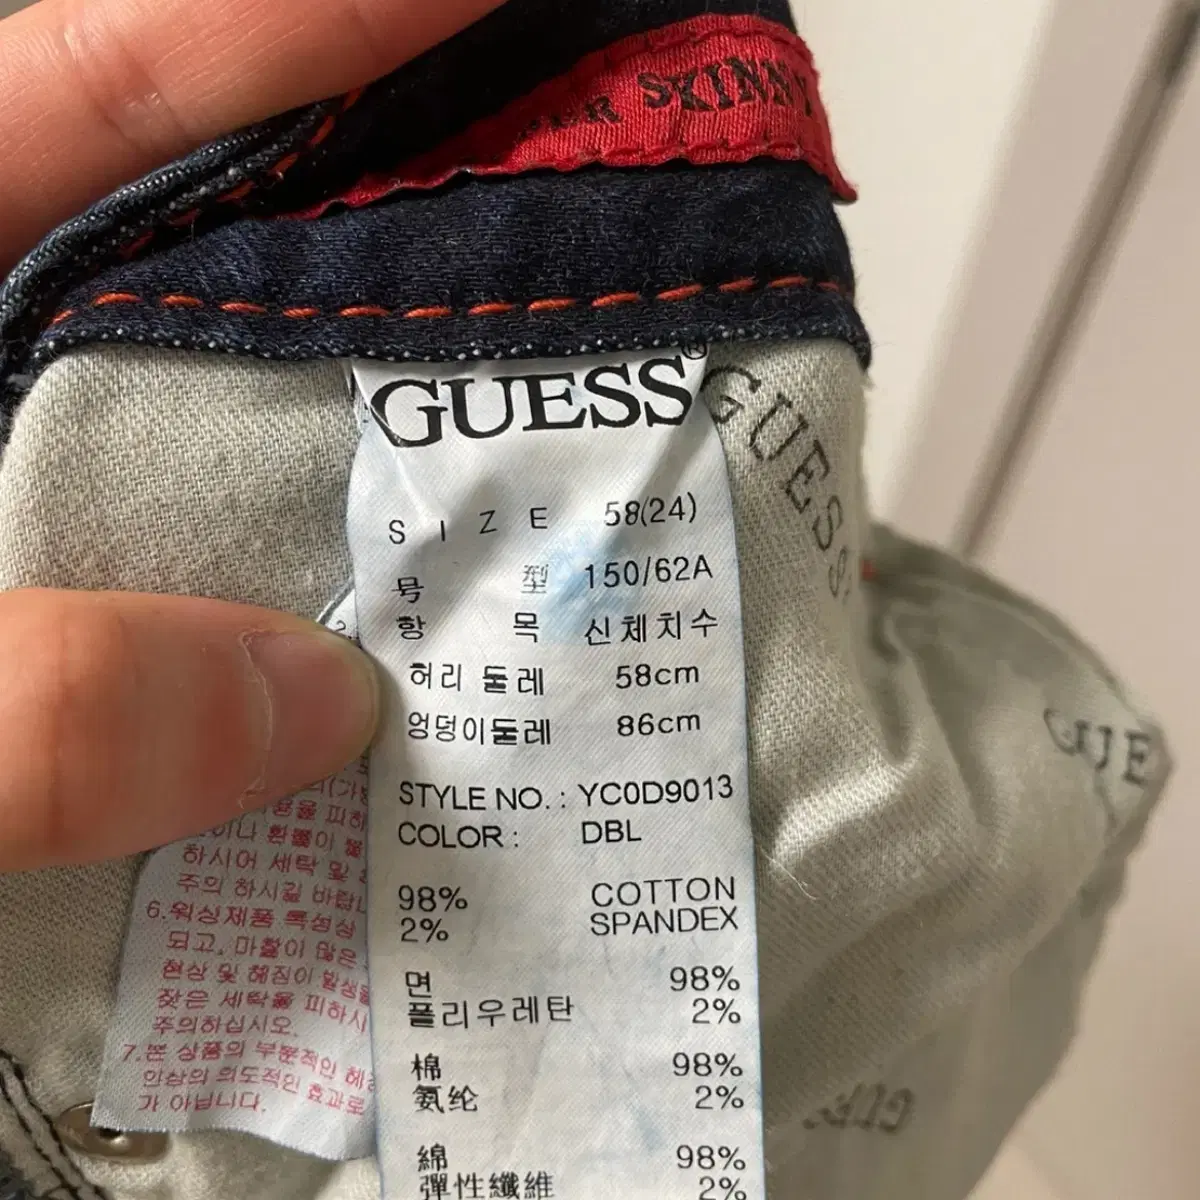 SKINNY
GUESS®
GUESS
SIZE 58(24)
号 型 150/62A
항 목 신체치수
허리 둘레 58cm
엉덩이둘레 86cm
STYLE NO. : YC0D9013
COLOR : DBL
98% COTTON
2% SPANDEX
면 98%
폴리우레탄 2%
棉 98%
氨纶 2%
綿 98%
彈性纖維 2%
하시어 세탁 및
주의 하시길 바랍니
6.워싱제품 특성상
되고, 마찰이 많은
현상 및 헤짐이 발생
잦은 세탁을 피하시
주의하십시오.
7.본 상품의 부분적인 헤
인상의 의도적인 효과로
가 아닙니다.
GUE